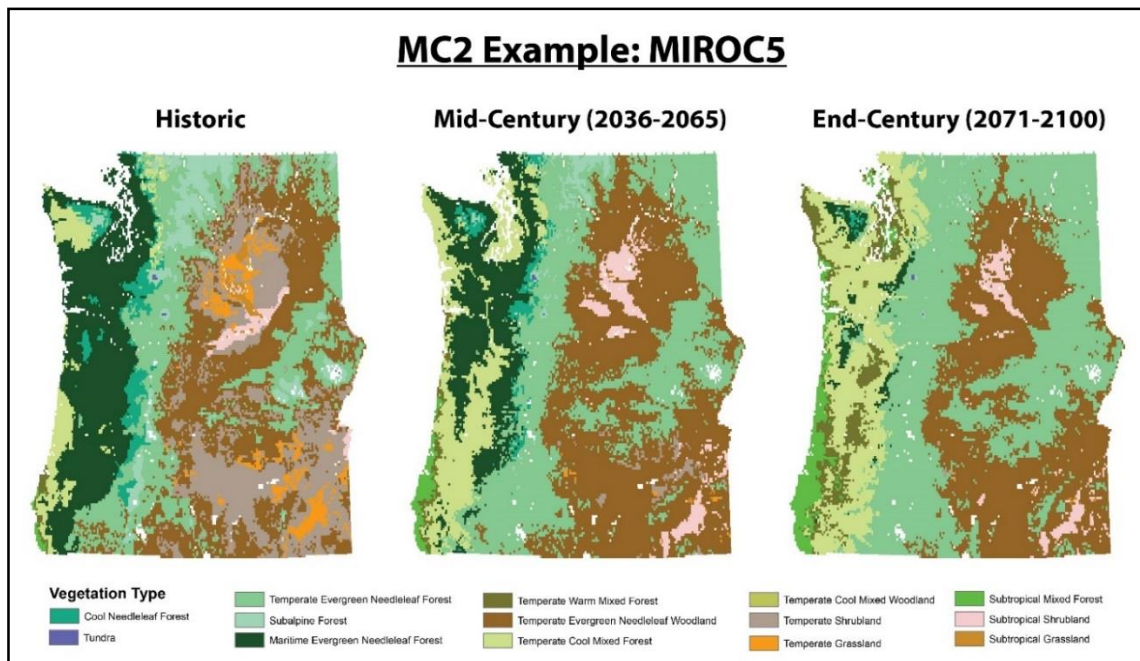 MC2 Example: MIROC5
Historic
Mid-Century (2036-2065)
End-Century (2071-2100)
Vegetation Type
Cool Needleleaf Forest
Tundra
Temperate Evergreen Needleleaf Forest
Subalpine Forest
Maritime Evergreen Needleleaf Forest
Temperate Warm Mixed Forest
Temperate Evergreen Needleleaf Woodland
Temperate Cool Mixed Forest
Temperate Cool Mixed Woodland
Temperate Shrubland
Temperate Grassland
Subtropical Mixed Forest
Subtropical Shrubland
Subtropical Grassland